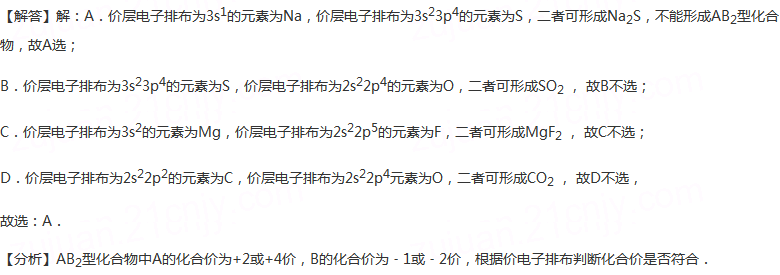 【解答】解：A．价层电子排布为3s¹的元素为Na，价层电子排布为3s²3p⁴的元素为S，二者可形成Na₂S，不能形成AB₂型化合
物，故A选；
B．价层电子排布为3s²3p⁴的元素为S，价层电子排布为2s²2p⁴的元素为O，二者可形成SO₂ ，故B不选；
C．价层电子排布为3s²的元素为Mg，价层电子排布为2s²2p⁵的元素为F，二者可形成MgF₂ ，故C不选；
D．价层电子排布为2s²2p²的元素为C，价层电子排布为2s²2p⁴元素为O，二者可形成CO₂ ，故D不选，
故选：A．
【分析】AB₂型化合物中A的化合价为+2或+4价，B的化合价为﹣1或﹣2价，根据价电子排布判断化合价是否符合．